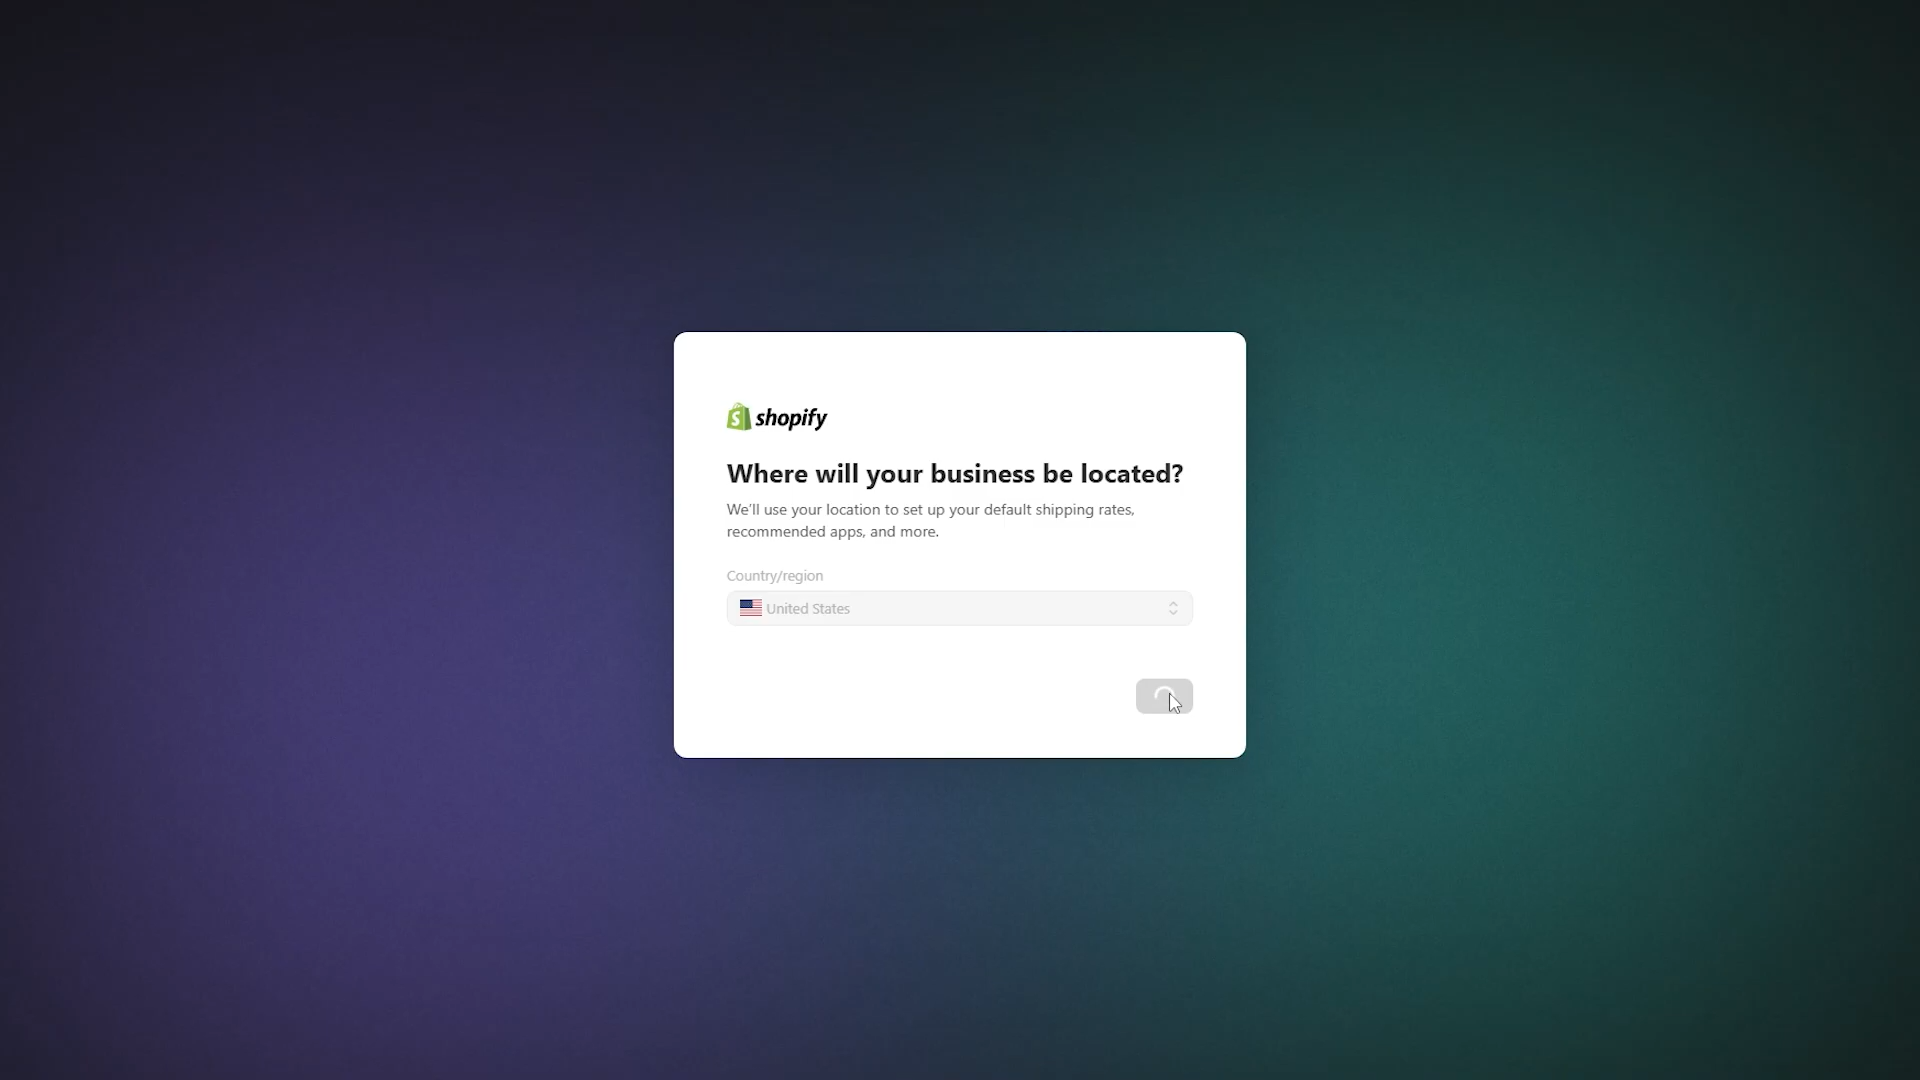 shopify
Where will your business be located?
We'll use your location to set up your default shipping rates,
recommended apps, and more.
Country/region
United States